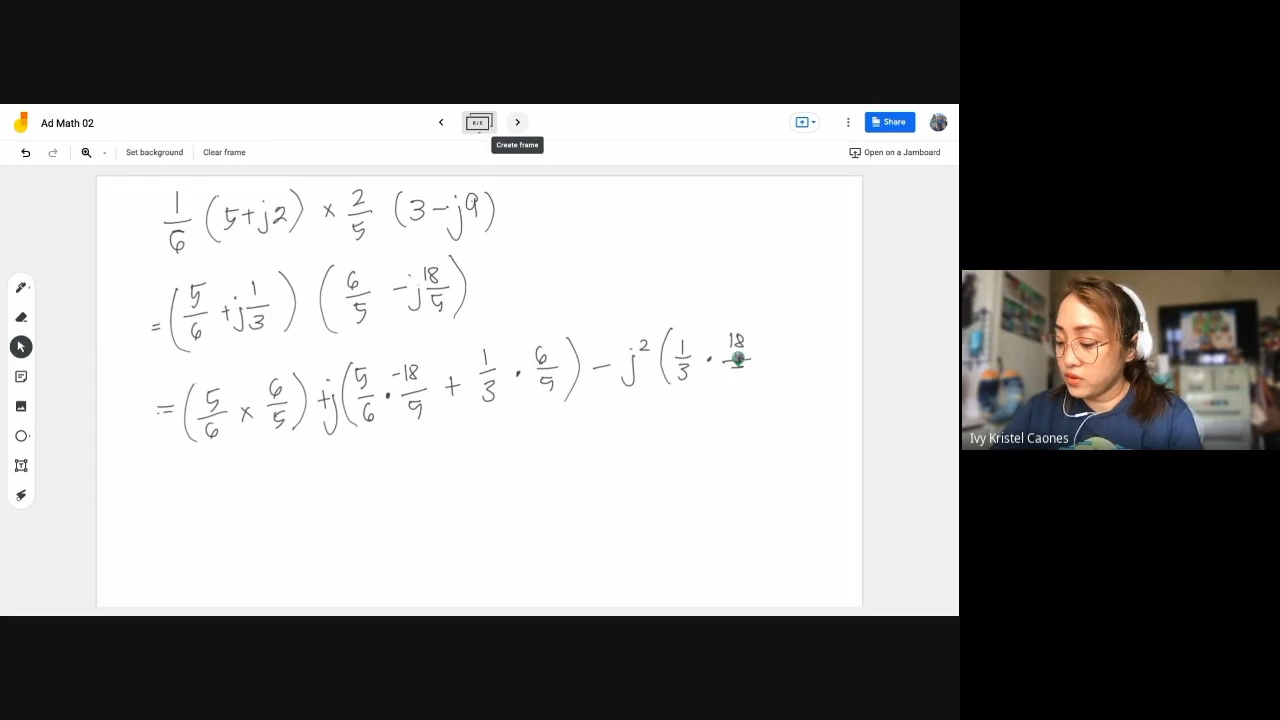 Ad Math 02
6 / 6
Create frame
Share
Set background
Clear frame
Open on a Jamboard
1/6 (5+j2) × 2/5 (3-j9)
= (5/6 + j 1/3) (6/5 - j 18/5)
= (5/6 × 6/5) + j(5/6 · -18/5 + 1/3 · 6/5) - j² (1/3 · 18/
Ivy Kristel Caones